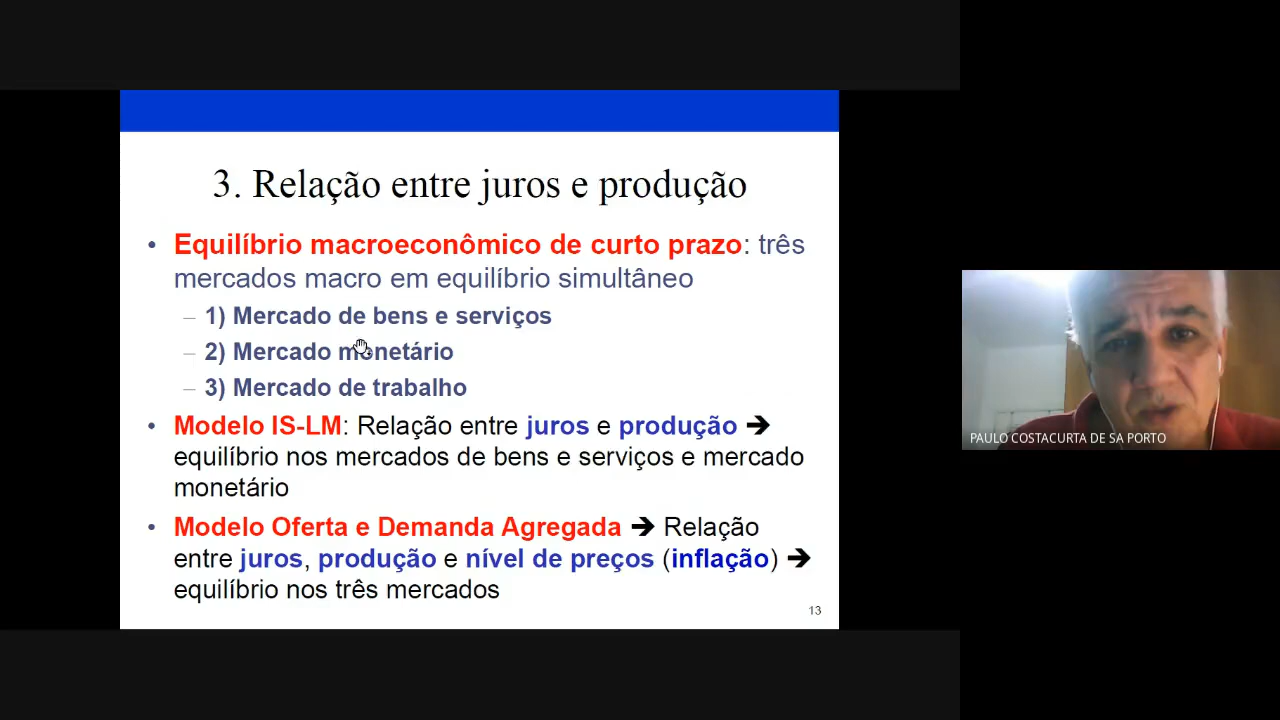 3. Relação entre juros e produção
• Equilíbrio macroeconômico de curto prazo: três
mercados macro em equilíbrio simultâneo
– 1) Mercado de bens e serviços
– 2) Mercado monetário
– 3) Mercado de trabalho
• Modelo IS-LM: Relação entre juros e produção ➔
equilíbrio nos mercados de bens e serviços e mercado
monetário
• Modelo Oferta e Demanda Agregada ➔ Relação
entre juros, produção e nível de preços (inflação) ➔
equilíbrio nos três mercados
13
PAULO COSTACURTA DE SA PORTO